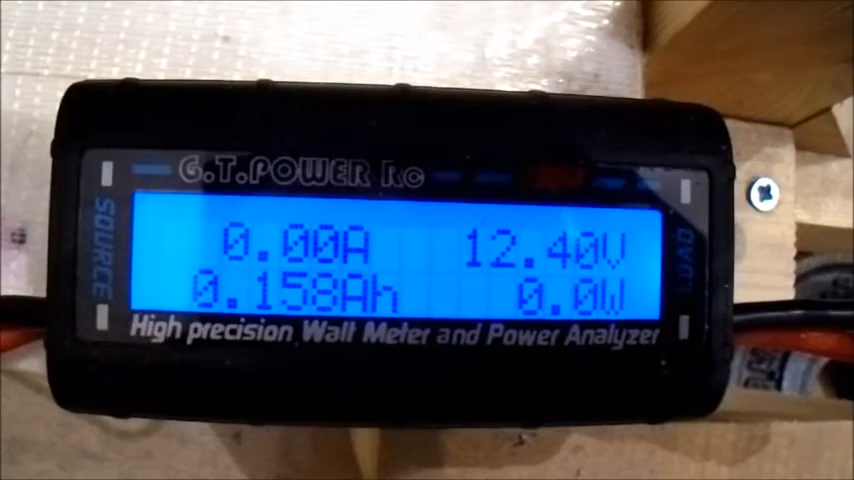 G.T.POWER RC
SOURCE
0.00A 12.40V
0.158Ah 0.0W
LOAD
High precision Watt Meter and Power Analyzer